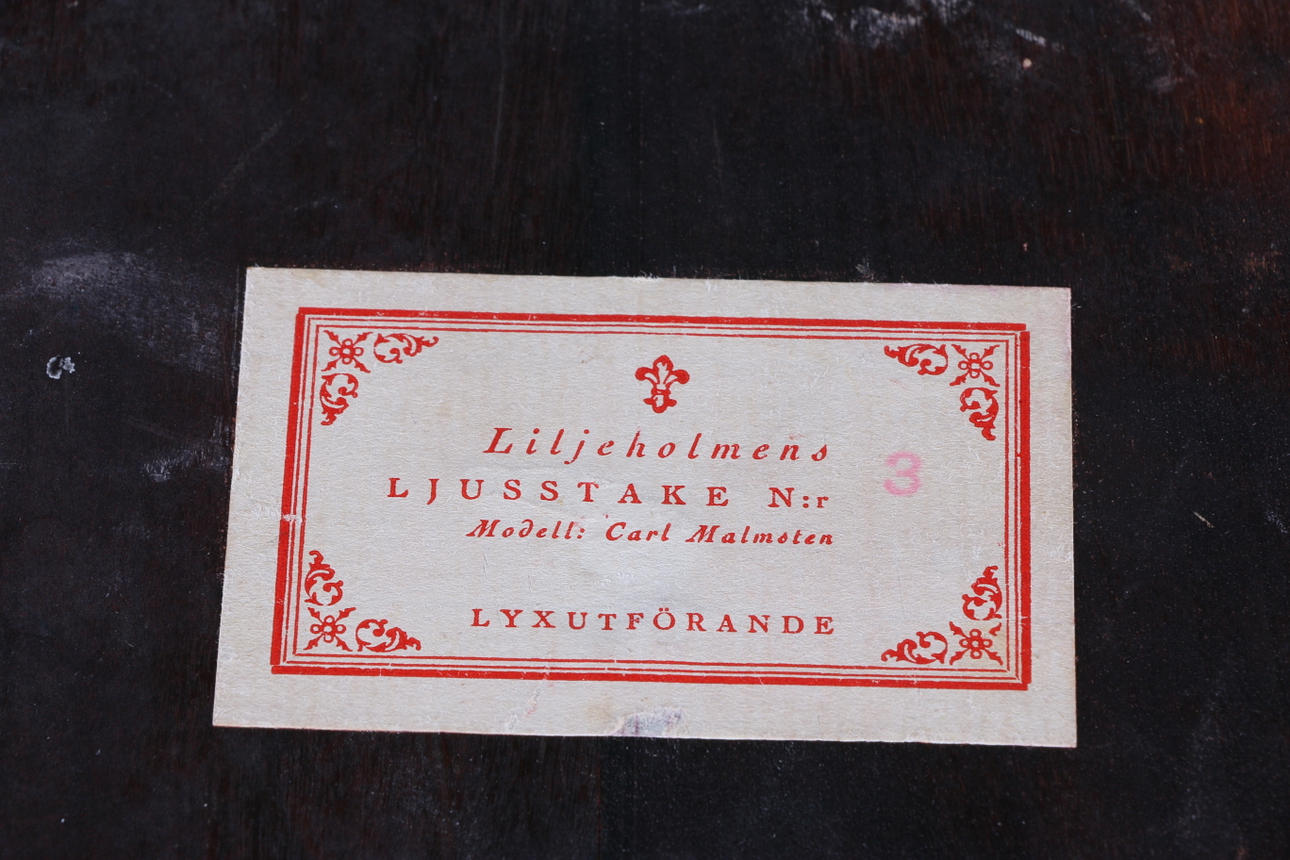 Liljeholmens
LJUSSTAKE N:r 3
Modell: Carl Malmsten
LYXUTFÖRANDE